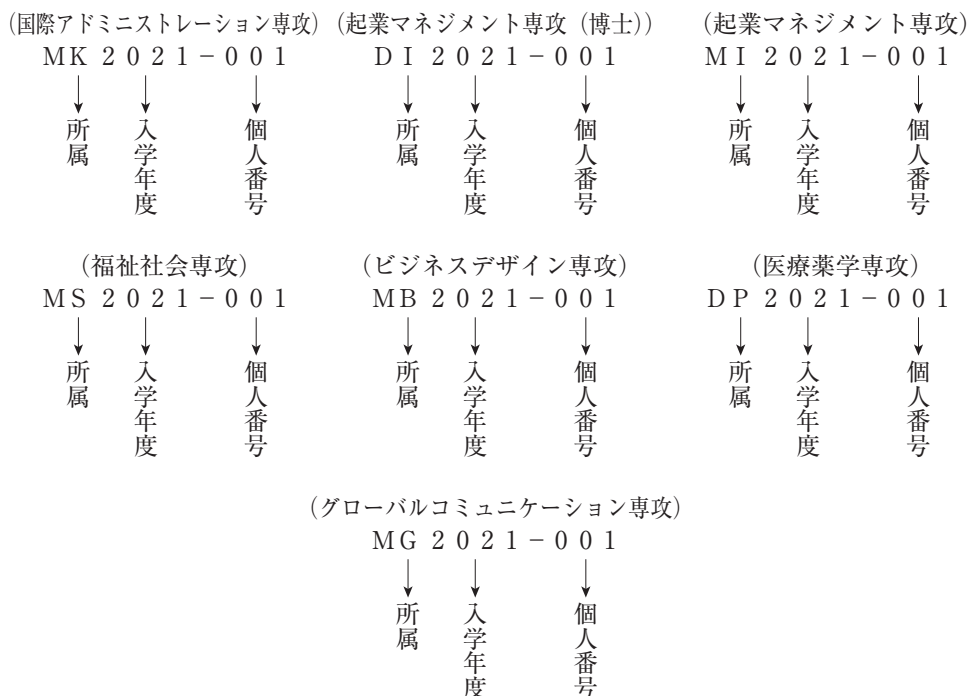 (国際アドミニストレーション専攻) (起業マネジメント専攻(博士)) (起業マネジメント専攻)
MK 2021-001 DI 2021-001 MI 2021-001
所属 入学年度 個人番号 所属 入学年度 個人番号 所属 入学年度 個人番号
(福祉社会専攻) (ビジネスデザイン専攻) (医療薬学専攻)
MS 2021-001 MB 2021-001 DP 2021-001
所属 入学年度 個人番号 所属 入学年度 個人番号 所属 入学年度 個人番号
(グローバルコミュニケーション専攻)
MG 2021-001
所属 入学年度 個人番号